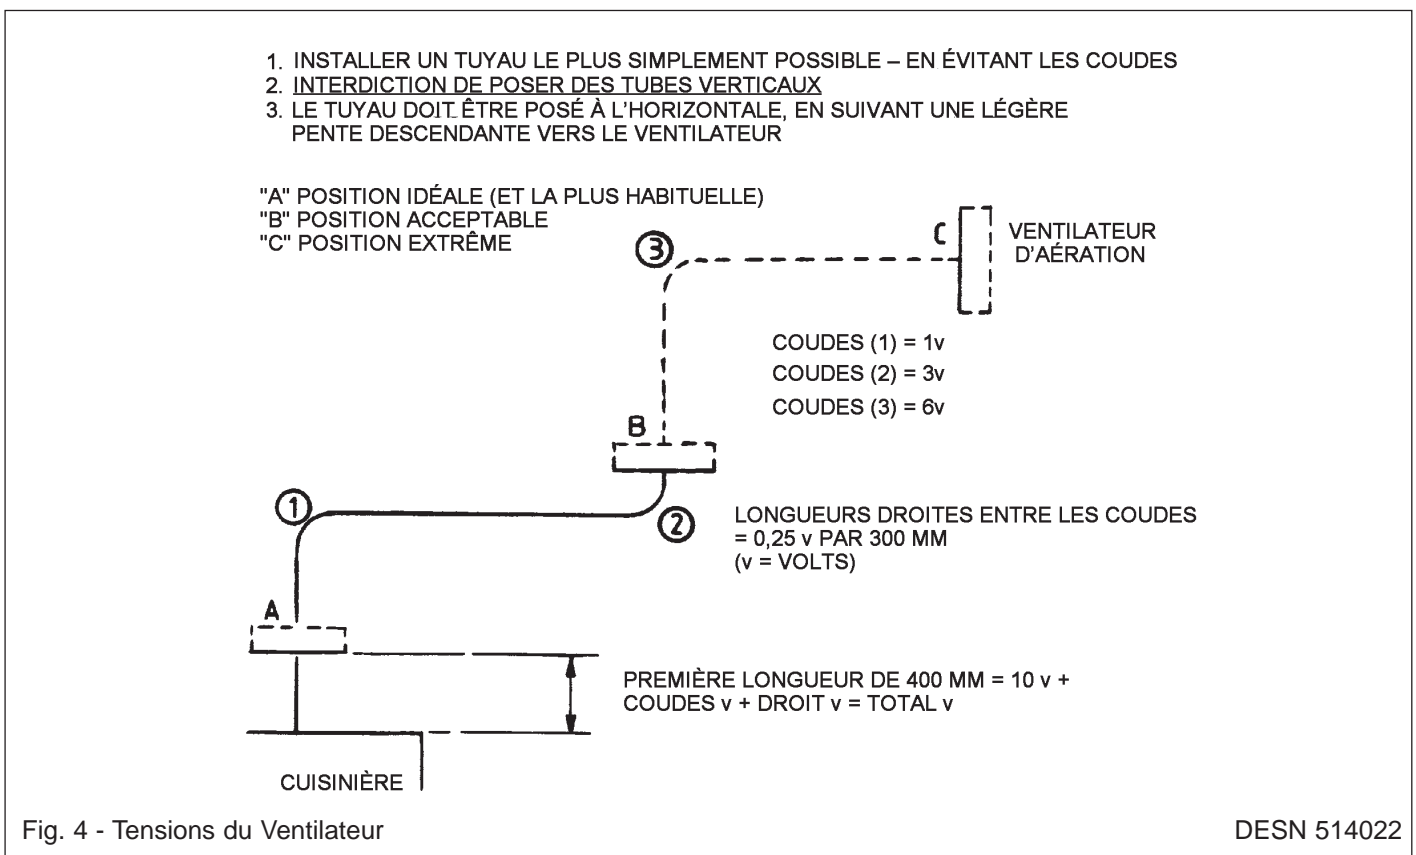 1. INSTALLER UN TUYAU LE PLUS SIMPLEMENT POSSIBLE – EN ÉVITANT LES COUDES
2. INTERDICTION DE POSER DES TUBES VERTICAUX
3. LE TUYAU DOIT ÊTRE POSÉ À L'HORIZONTALE, EN SUIVANT UNE LÉGÈRE
PENTE DESCENDANTE VERS LE VENTILATEUR
"A" POSITION IDÉALE (ET LA PLUS HABITUELLE)
"B" POSITION ACCEPTABLE
"C" POSITION EXTRÊME
3
C
VENTILATEUR
D'AÉRATION
COUDES (1) = 1v
COUDES (2) = 3v
COUDES (3) = 6v
B
1
2
LONGUEURS DROITES ENTRE LES COUDES
= 0,25 v PAR 300 MM
(v = VOLTS)
A
PREMIÈRE LONGUEUR DE 400 MM = 10 v +
COUDES v + DROIT v = TOTAL v
CUISINIÈRE
Fig. 4 - Tensions du Ventilateur
DESN 514022